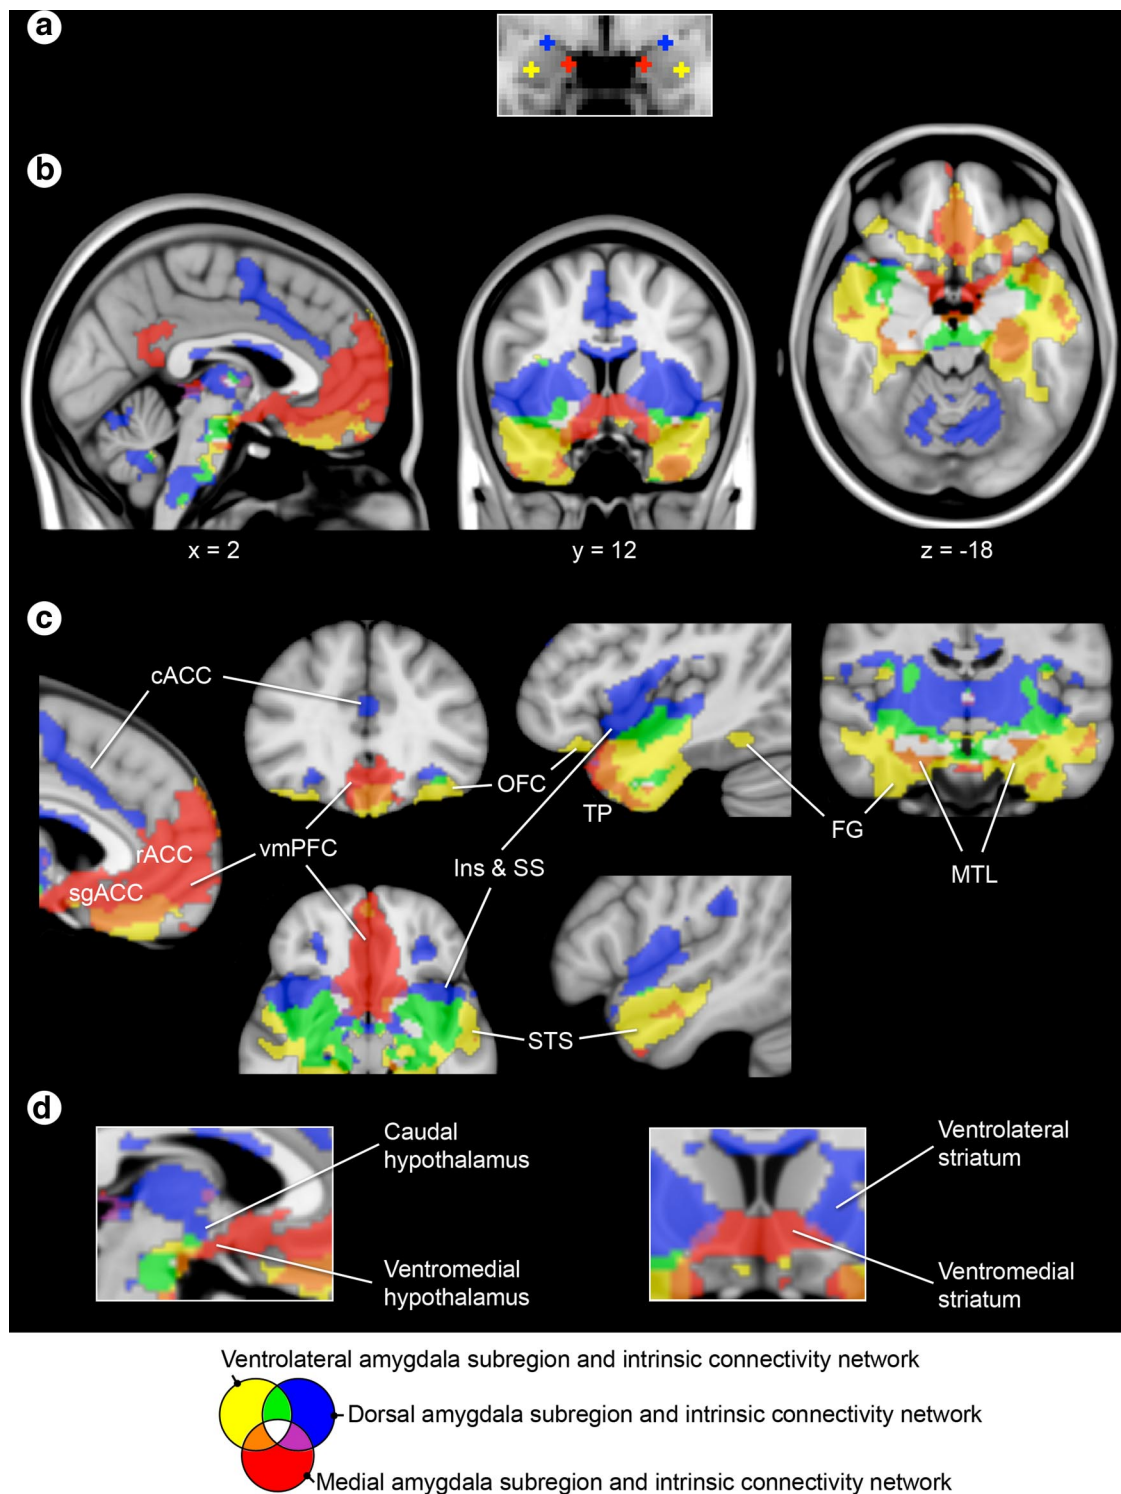 a
b
x = 2
y = 12
z = -18
c
cACC
rACC
sgACC
vmPFC
OFC
TP
Ins & SS
FG
MTL
STS
d
Caudal
hypothalamus
Ventromedial
hypothalamus
Ventrolateral
striatum
Ventromedial
striatum
Ventrolateral amygdala subregion and intrinsic connectivity network
Dorsal amygdala subregion and intrinsic connectivity network
Medial amygdala subregion and intrinsic connectivity network